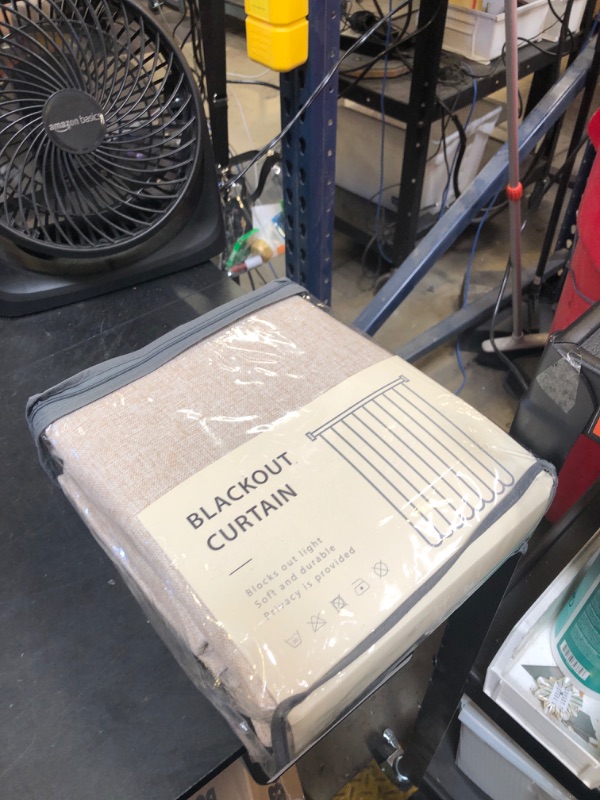 amazon basics
BLACKOUT
CURTAIN
Blocks out light
Soft and durable
Privacy is provided